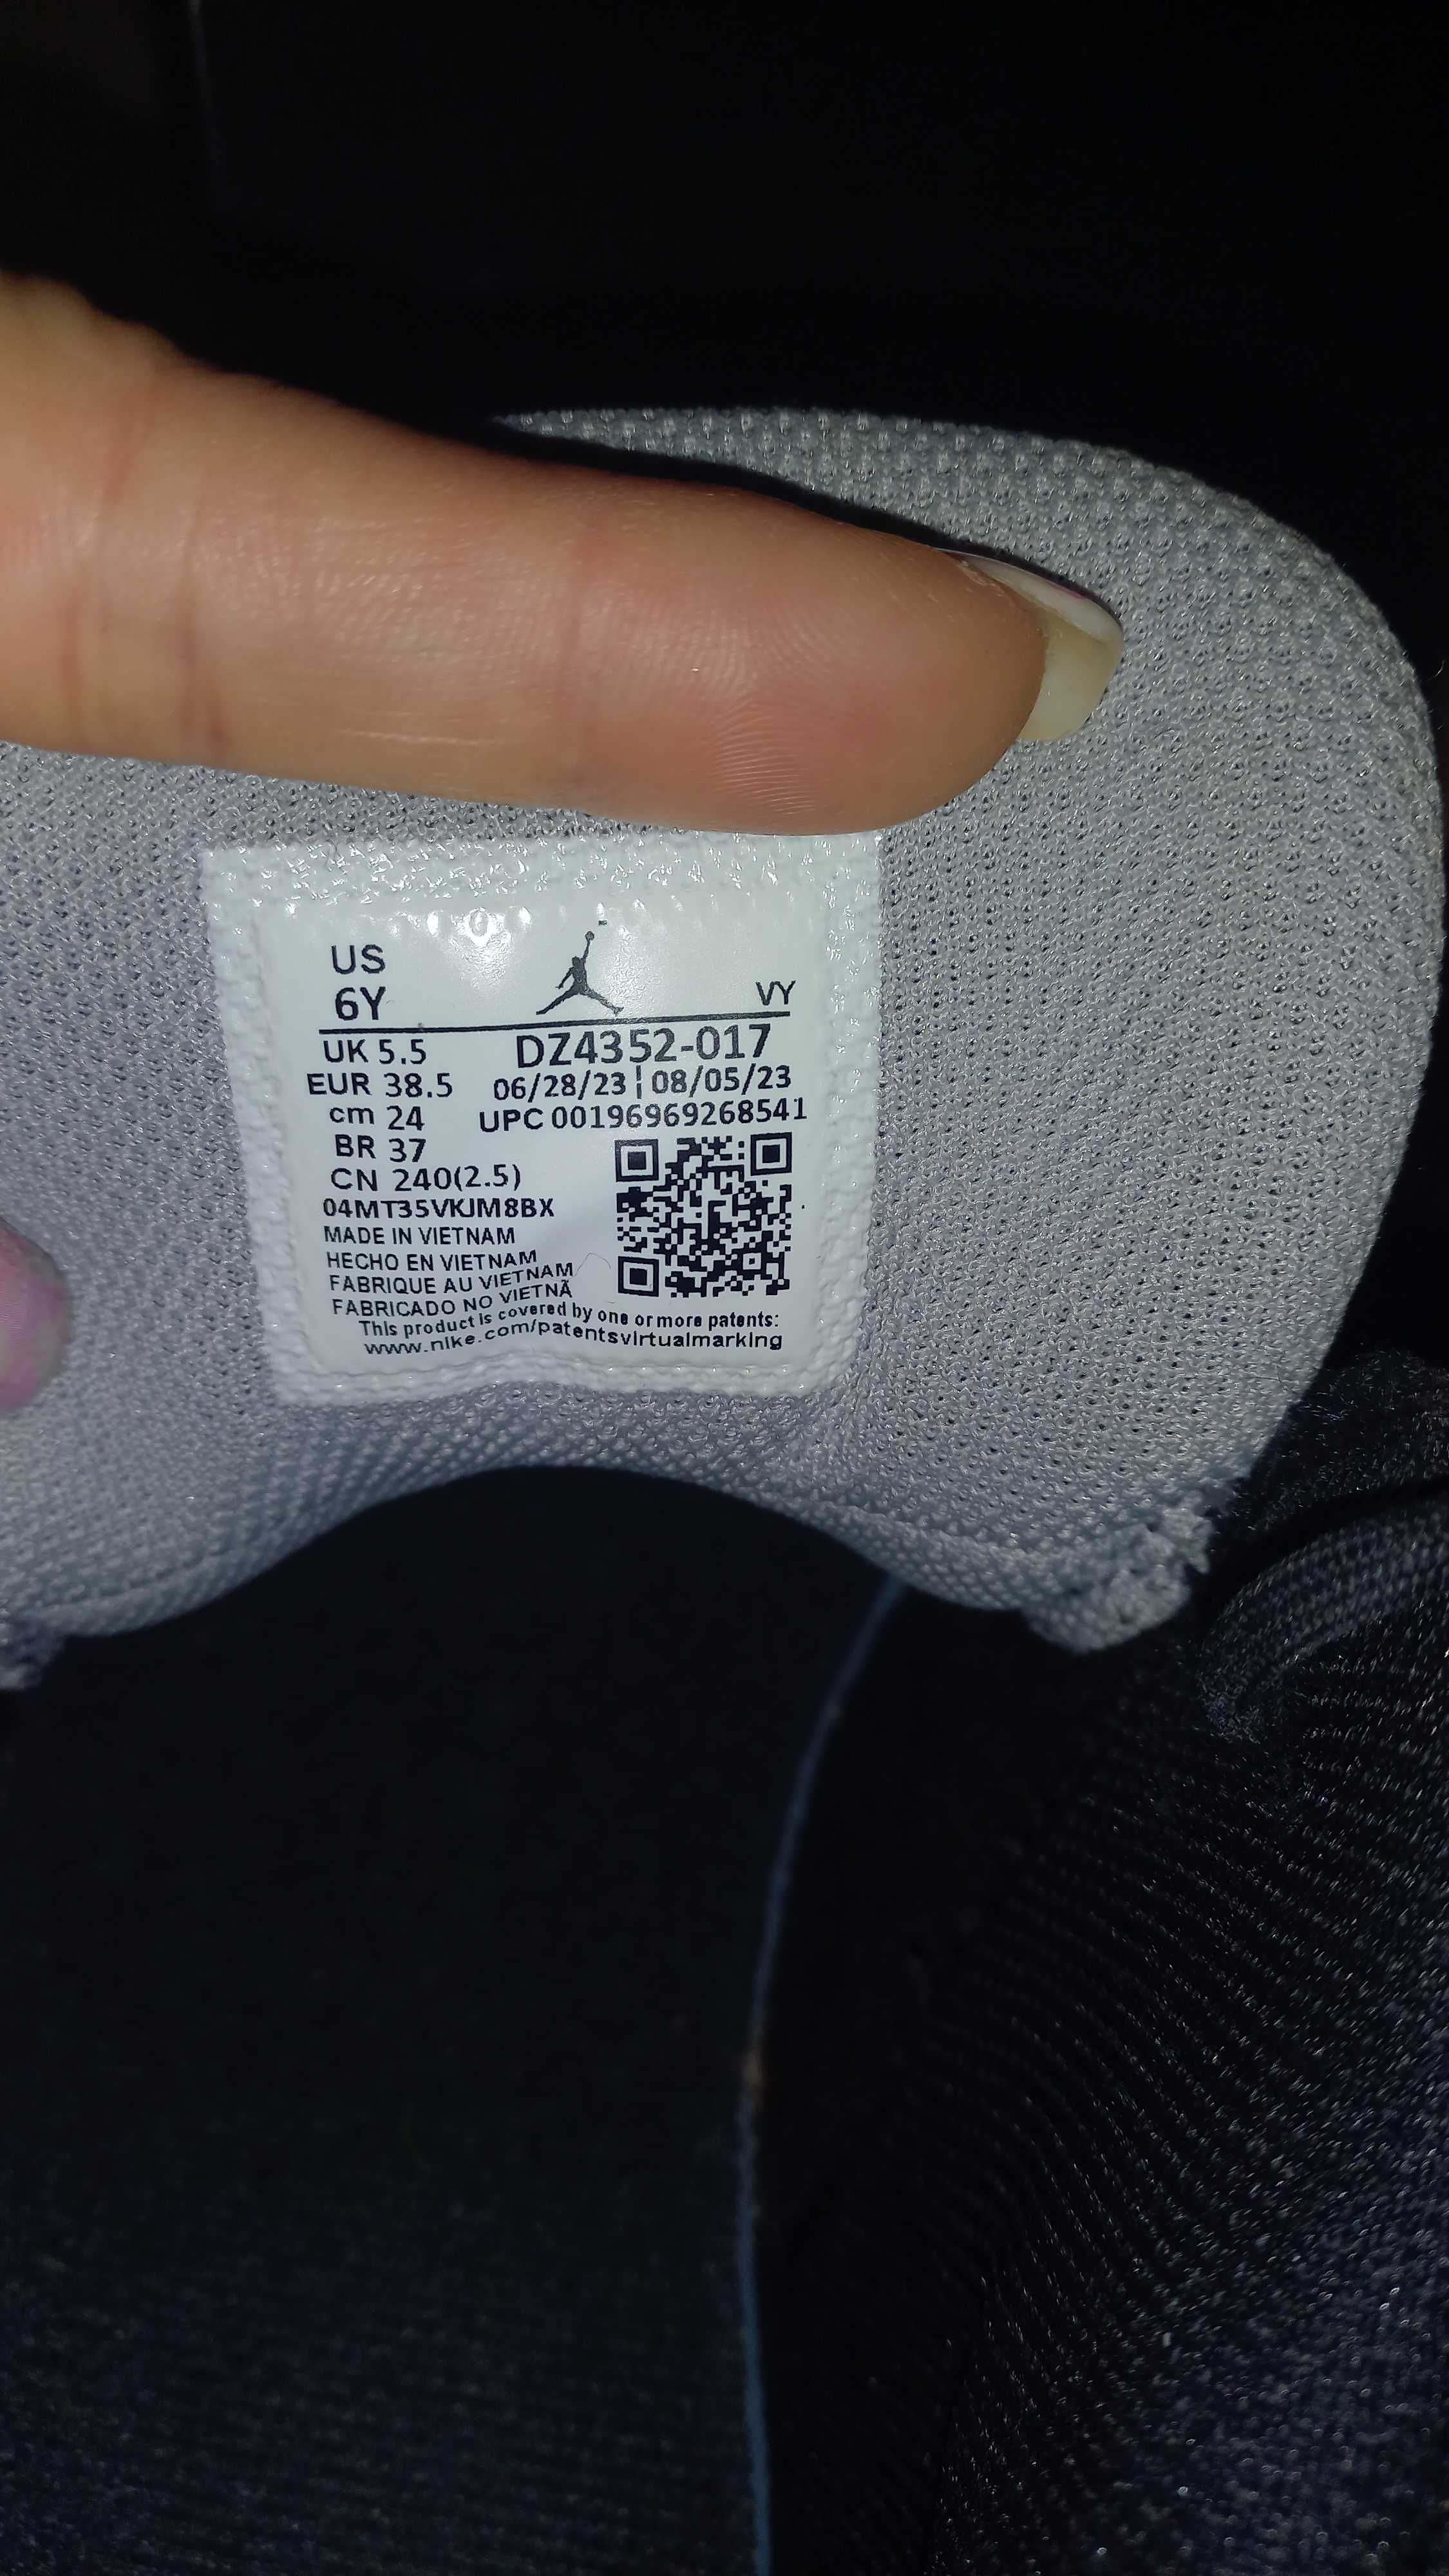 US
6Y
VY
UK 5.5
DZ4352-017
EUR 38.5
06/28/23 ¦ 08/05/23
cm 24
UPC 00196969268541
BR 37
CN 240(2.5)
04MT35VKJM8BX
MADE IN VIETNAM
HECHO EN VIETNAM
FABRIQUE AU VIETNAM
FABRICADO NO VIETNÃ
This product is covered by one or more patents:
www.nike.com/patentsvirtualmarking